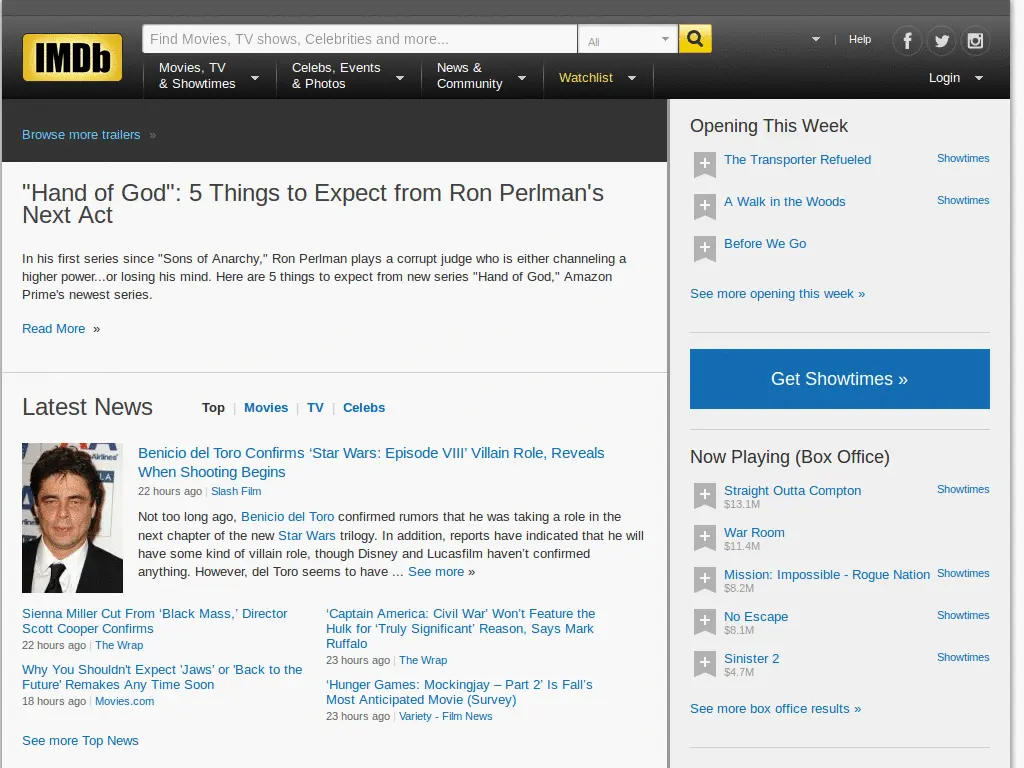 IMDb
Find Movies, TV shows, Celebrities and more...
All
Help
Movies, TV
& Showtimes
Celebs, Events
& Photos
News &
Community
Watchlist
Login
Browse more trailers »
"Hand of God": 5 Things to Expect from Ron Perlman's
Next Act
In his first series since "Sons of Anarchy," Ron Perlman plays a corrupt judge who is either channeling a
higher power...or losing his mind. Here are 5 things to expect from new series "Hand of God," Amazon
Prime's newest series.
Read More »
Latest News
Top | Movies | TV | Celebs
Benicio del Toro Confirms ‘Star Wars: Episode VIII’ Villain Role, Reveals
When Shooting Begins
22 hours ago | Slash Film
Not too long ago, Benicio del Toro confirmed rumors that he was taking a role in the
next chapter of the new Star Wars trilogy. In addition, reports have indicated that he will
have some kind of villain role, though Disney and Lucasfilm haven’t confirmed
anything. However, del Toro seems to have ... See more »
Sienna Miller Cut From ‘Black Mass,’ Director
Scott Cooper Confirms
22 hours ago | The Wrap
Why You Shouldn't Expect 'Jaws' or 'Back to the
Future' Remakes Any Time Soon
18 hours ago | Movies.com
‘Captain America: Civil War’ Won’t Feature the
Hulk for ‘Truly Significant’ Reason, Says Mark
Ruffalo
23 hours ago | The Wrap
‘Hunger Games: Mockingjay – Part 2’ Is Fall’s
Most Anticipated Movie (Survey)
23 hours ago | Variety - Film News
See more Top News
Opening This Week
The Transporter Refueled Showtimes
A Walk in the Woods Showtimes
Before We Go
See more opening this week »
Get Showtimes »
Now Playing (Box Office)
Straight Outta Compton Showtimes
$13.1M
War Room
$11.4M
Mission: Impossible - Rogue Nation Showtimes
$8.2M
No Escape Showtimes
$8.1M
Sinister 2 Showtimes
$4.7M
See more box office results »